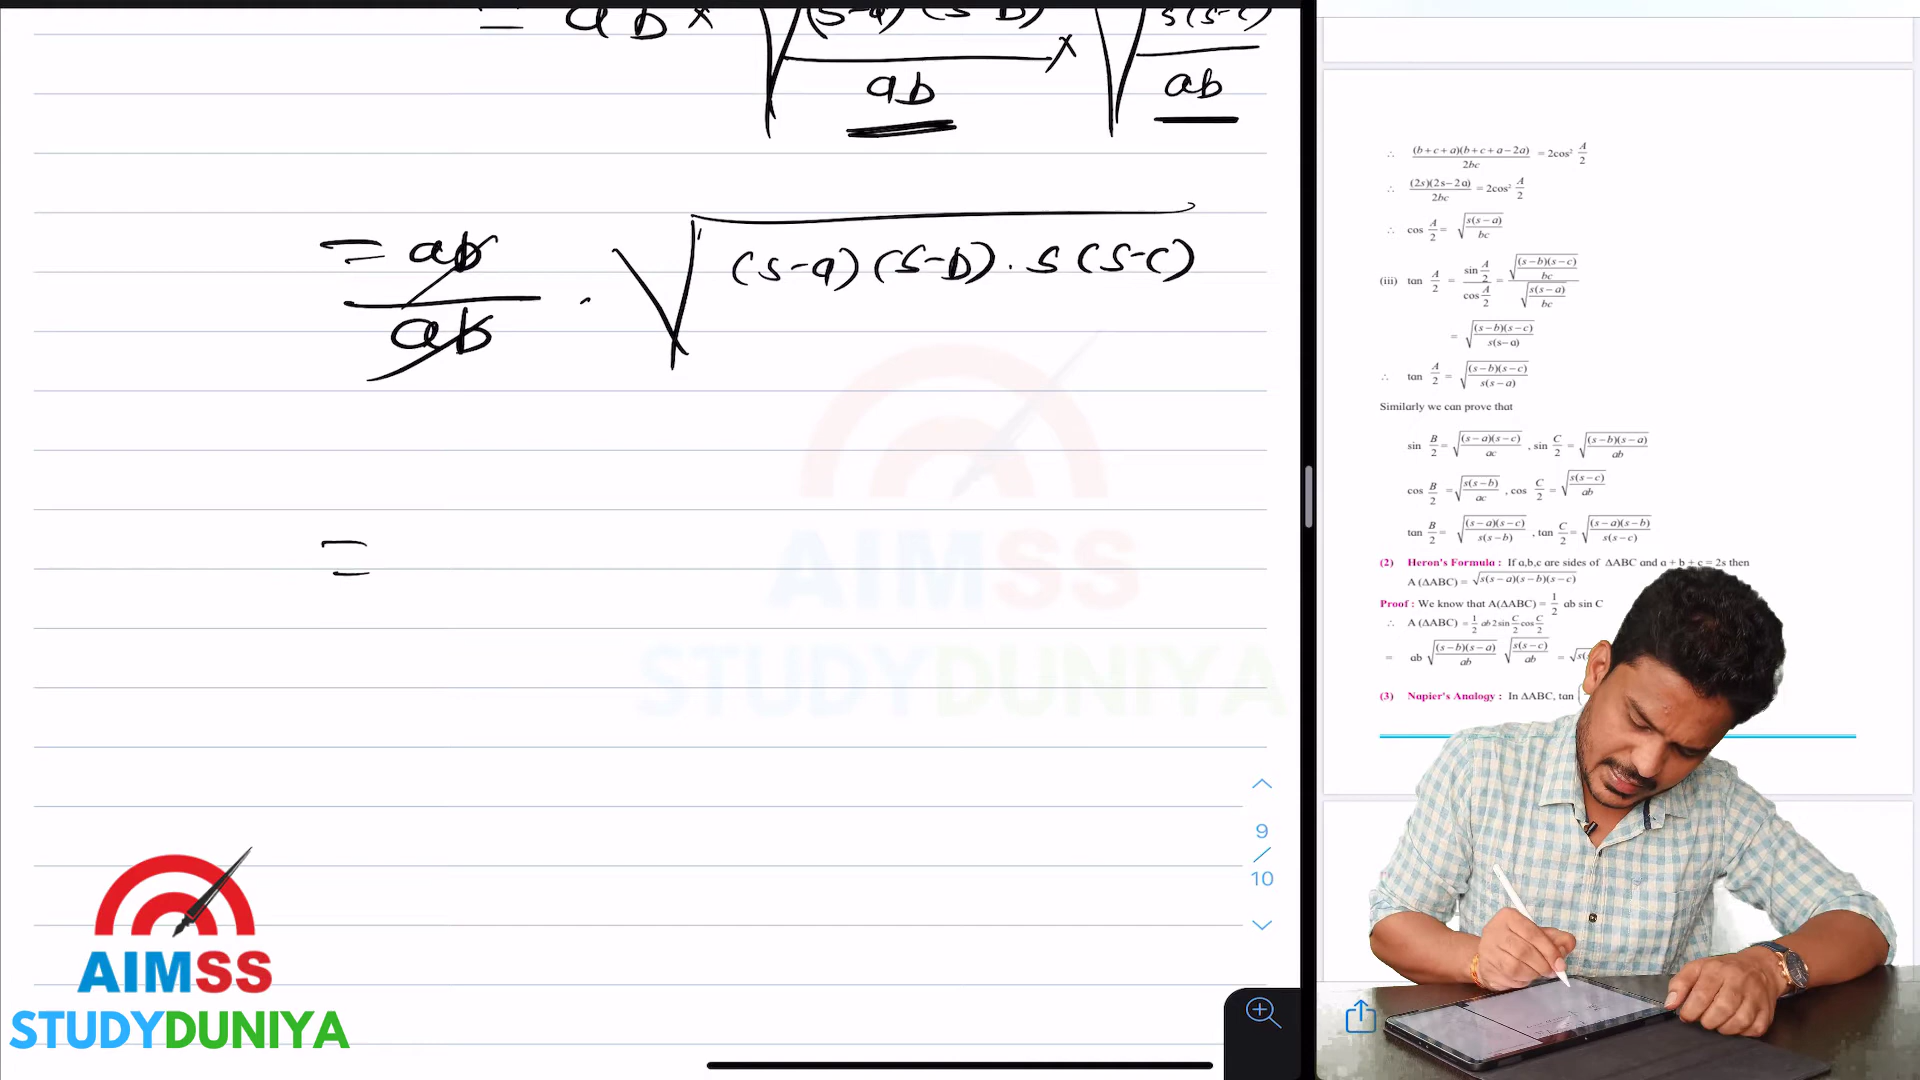 = ab × √ (s-a) (s-b) × √ s(s-c)
ab ab
= ab . √ (s-a) (s-b) . s (s-c)
ab
=
AIMSS
STUDYDUNIYA
9
/
10
AIMSS
STUDYDUNIYA
∴ (b + c + a)(b + c + a − 2a) / 2bc = 2cos² A/2
∴ (2s)(2s − 2a) / 2bc = 2cos² A/2
∴ cos A/2 = √ s(s − a) / bc
(iii) tan A/2 = sin A/2 / cos A/2 = √ (s − b)(s − c) / bc / √ s(s − a) / bc
= √ (s − b)(s − c) / s(s − a)
∴ tan A/2 = √ (s − b)(s − c) / s(s − a)
Similarly we can prove that
sin B/2 = √ (s − a)(s − c) / ac , sin C/2 = √ (s − b)(s − a) / ab
cos B/2 = √ s(s − b) / ac , cos C/2 = √ s(s − c) / ab
tan B/2 = √ (s − a)(s − c) / s(s − b) , tan C/2 = √ (s − a)(s − b) / s(s − c)
(2) Heron's Formula : If a,b,c are sides of ΔABC and a + b + c = 2s then
A (ΔABC) = √ s(s − a)(s − b)(s − c)
Proof : We know that A(ΔABC) = 1/2 ab sin C
∴ A (ΔABC) = 1/2 ab 2sin C/2 cos C/2
= ab √ (s − b)(s − a) / ab √ s(s − c) / ab = √ s(
(3) Napier's Analogy : In ΔABC, tan